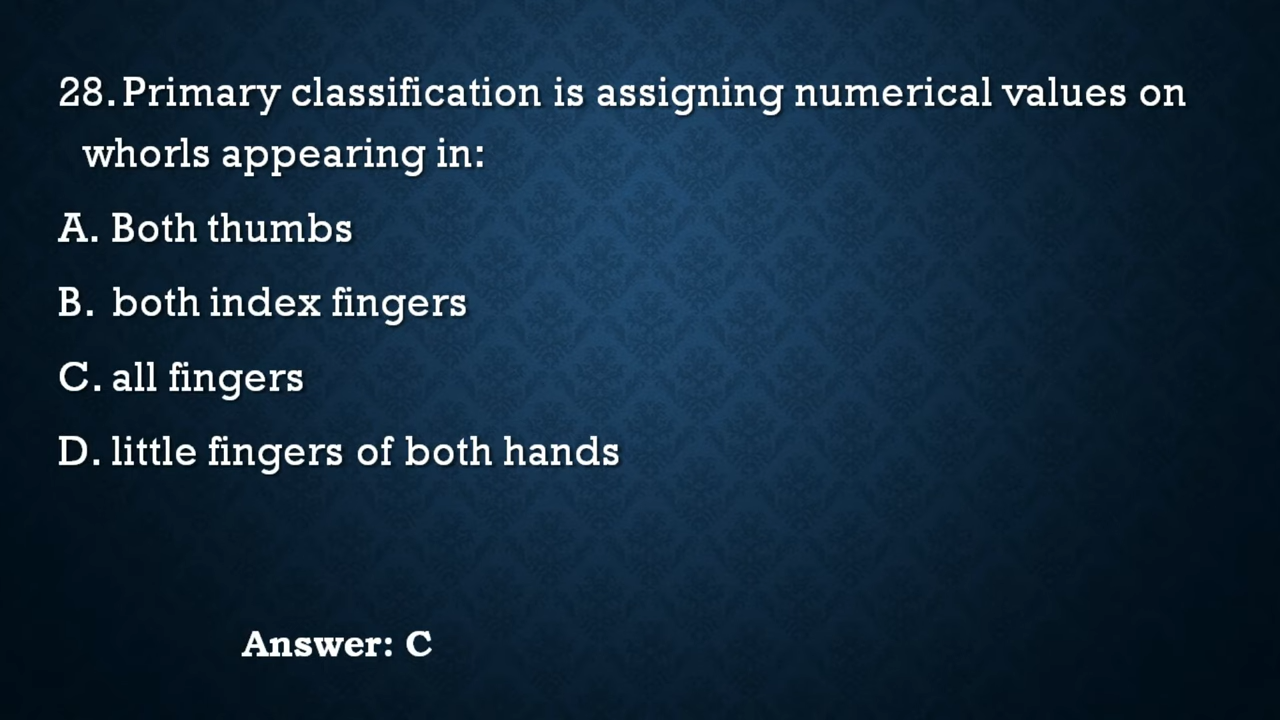 28. Primary classification is assigning numerical values on
whorls appearing in:
A. Both thumbs
B. both index fingers
C. all fingers
D. little fingers of both hands
Answer: C